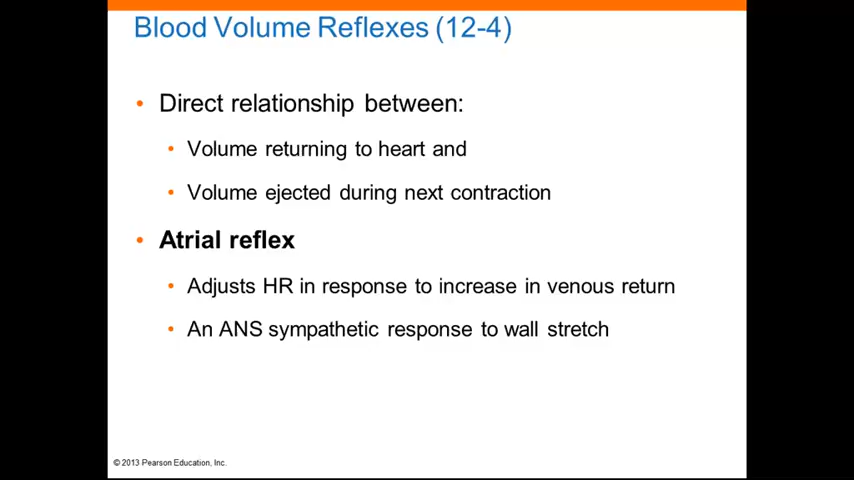 Blood Volume Reflexes (12-4)
• Direct relationship between:
• Volume returning to heart and
• Volume ejected during next contraction
• Atrial reflex
• Adjusts HR in response to increase in venous return
• An ANS sympathetic response to wall stretch
© 2013 Pearson Education, Inc.